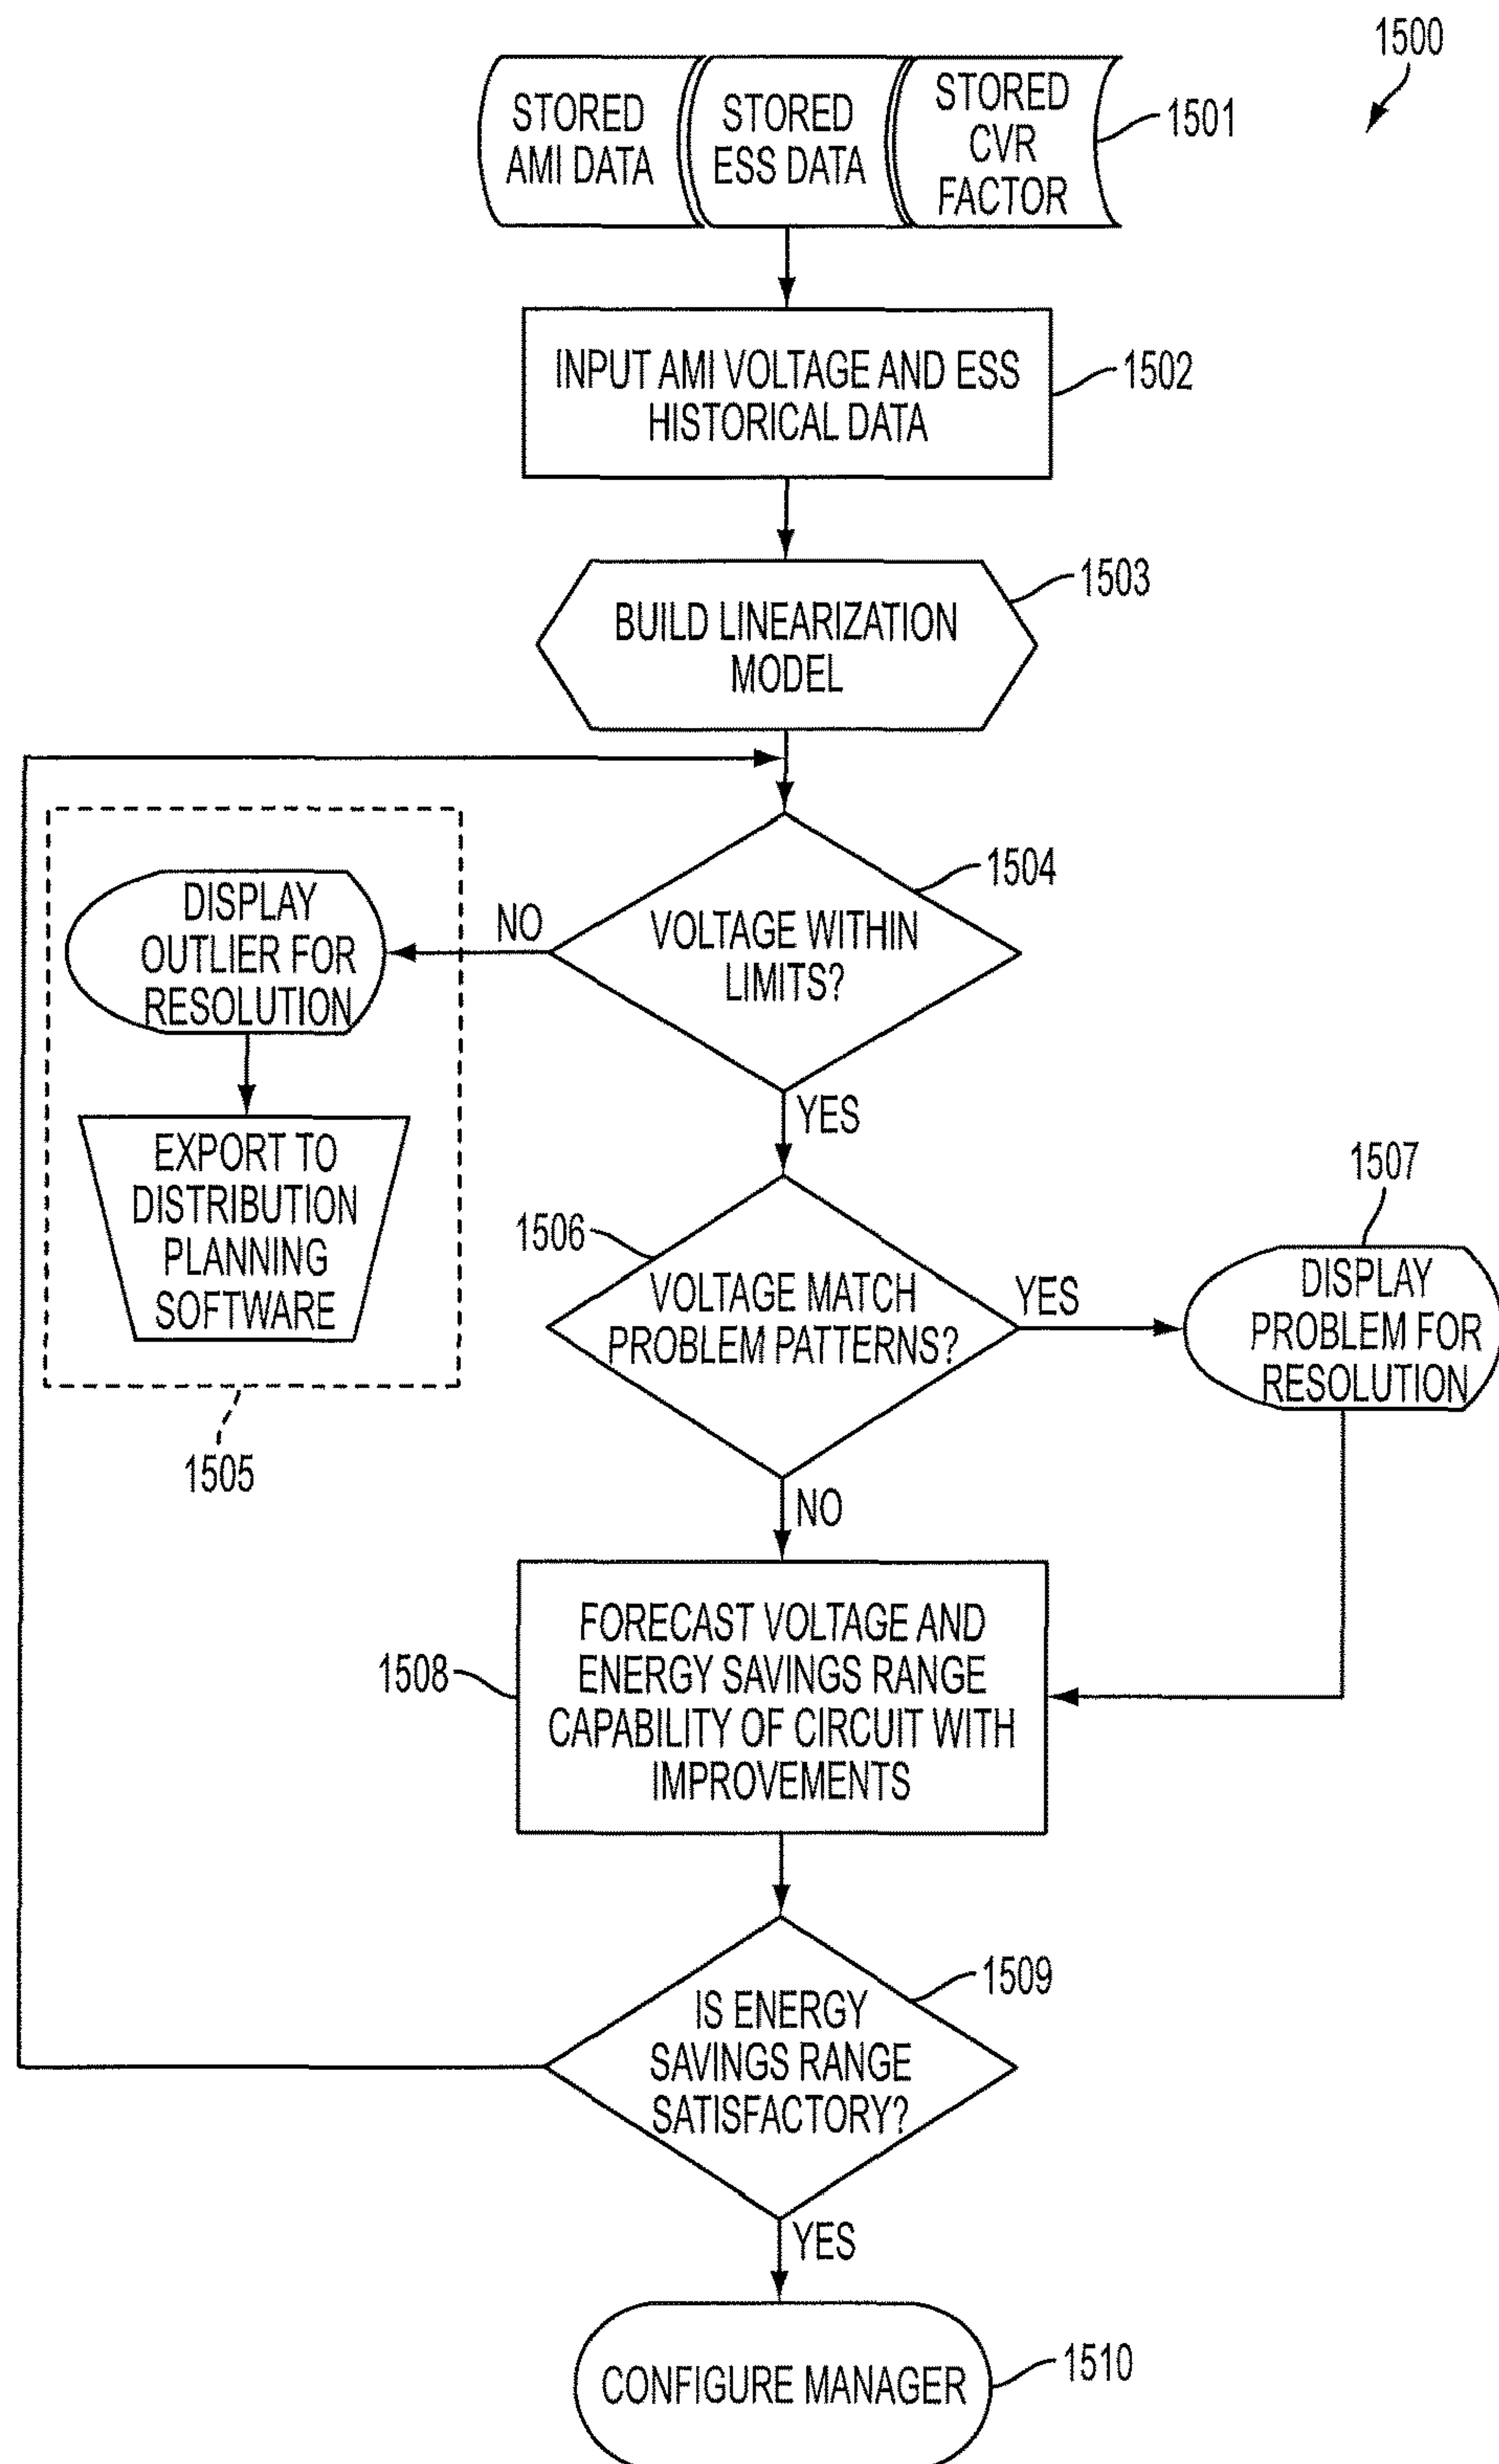 1500
STORED
AMI DATA
STORED
ESS DATA
STORED
CVR
FACTOR
1501
INPUT AMI VOLTAGE AND ESS
HISTORICAL DATA
1502
BUILD LINEARIZATION
MODEL
1503
VOLTAGE WITHIN
LIMITS?
1504
NO
DISPLAY
OUTLIER FOR
RESOLUTION
EXPORT TO
DISTRIBUTION
PLANNING
SOFTWARE
1505
YES
1506
VOLTAGE MATCH
PROBLEM PATTERNS?
YES
1507
DISPLAY
PROBLEM FOR
RESOLUTION
NO
1508
FORECAST VOLTAGE AND
ENERGY SAVINGS RANGE
CAPABILITY OF CIRCUIT WITH
IMPROVEMENTS
IS ENERGY
SAVINGS RANGE
SATISFACTORY?
1509
YES
CONFIGURE MANAGER
1510